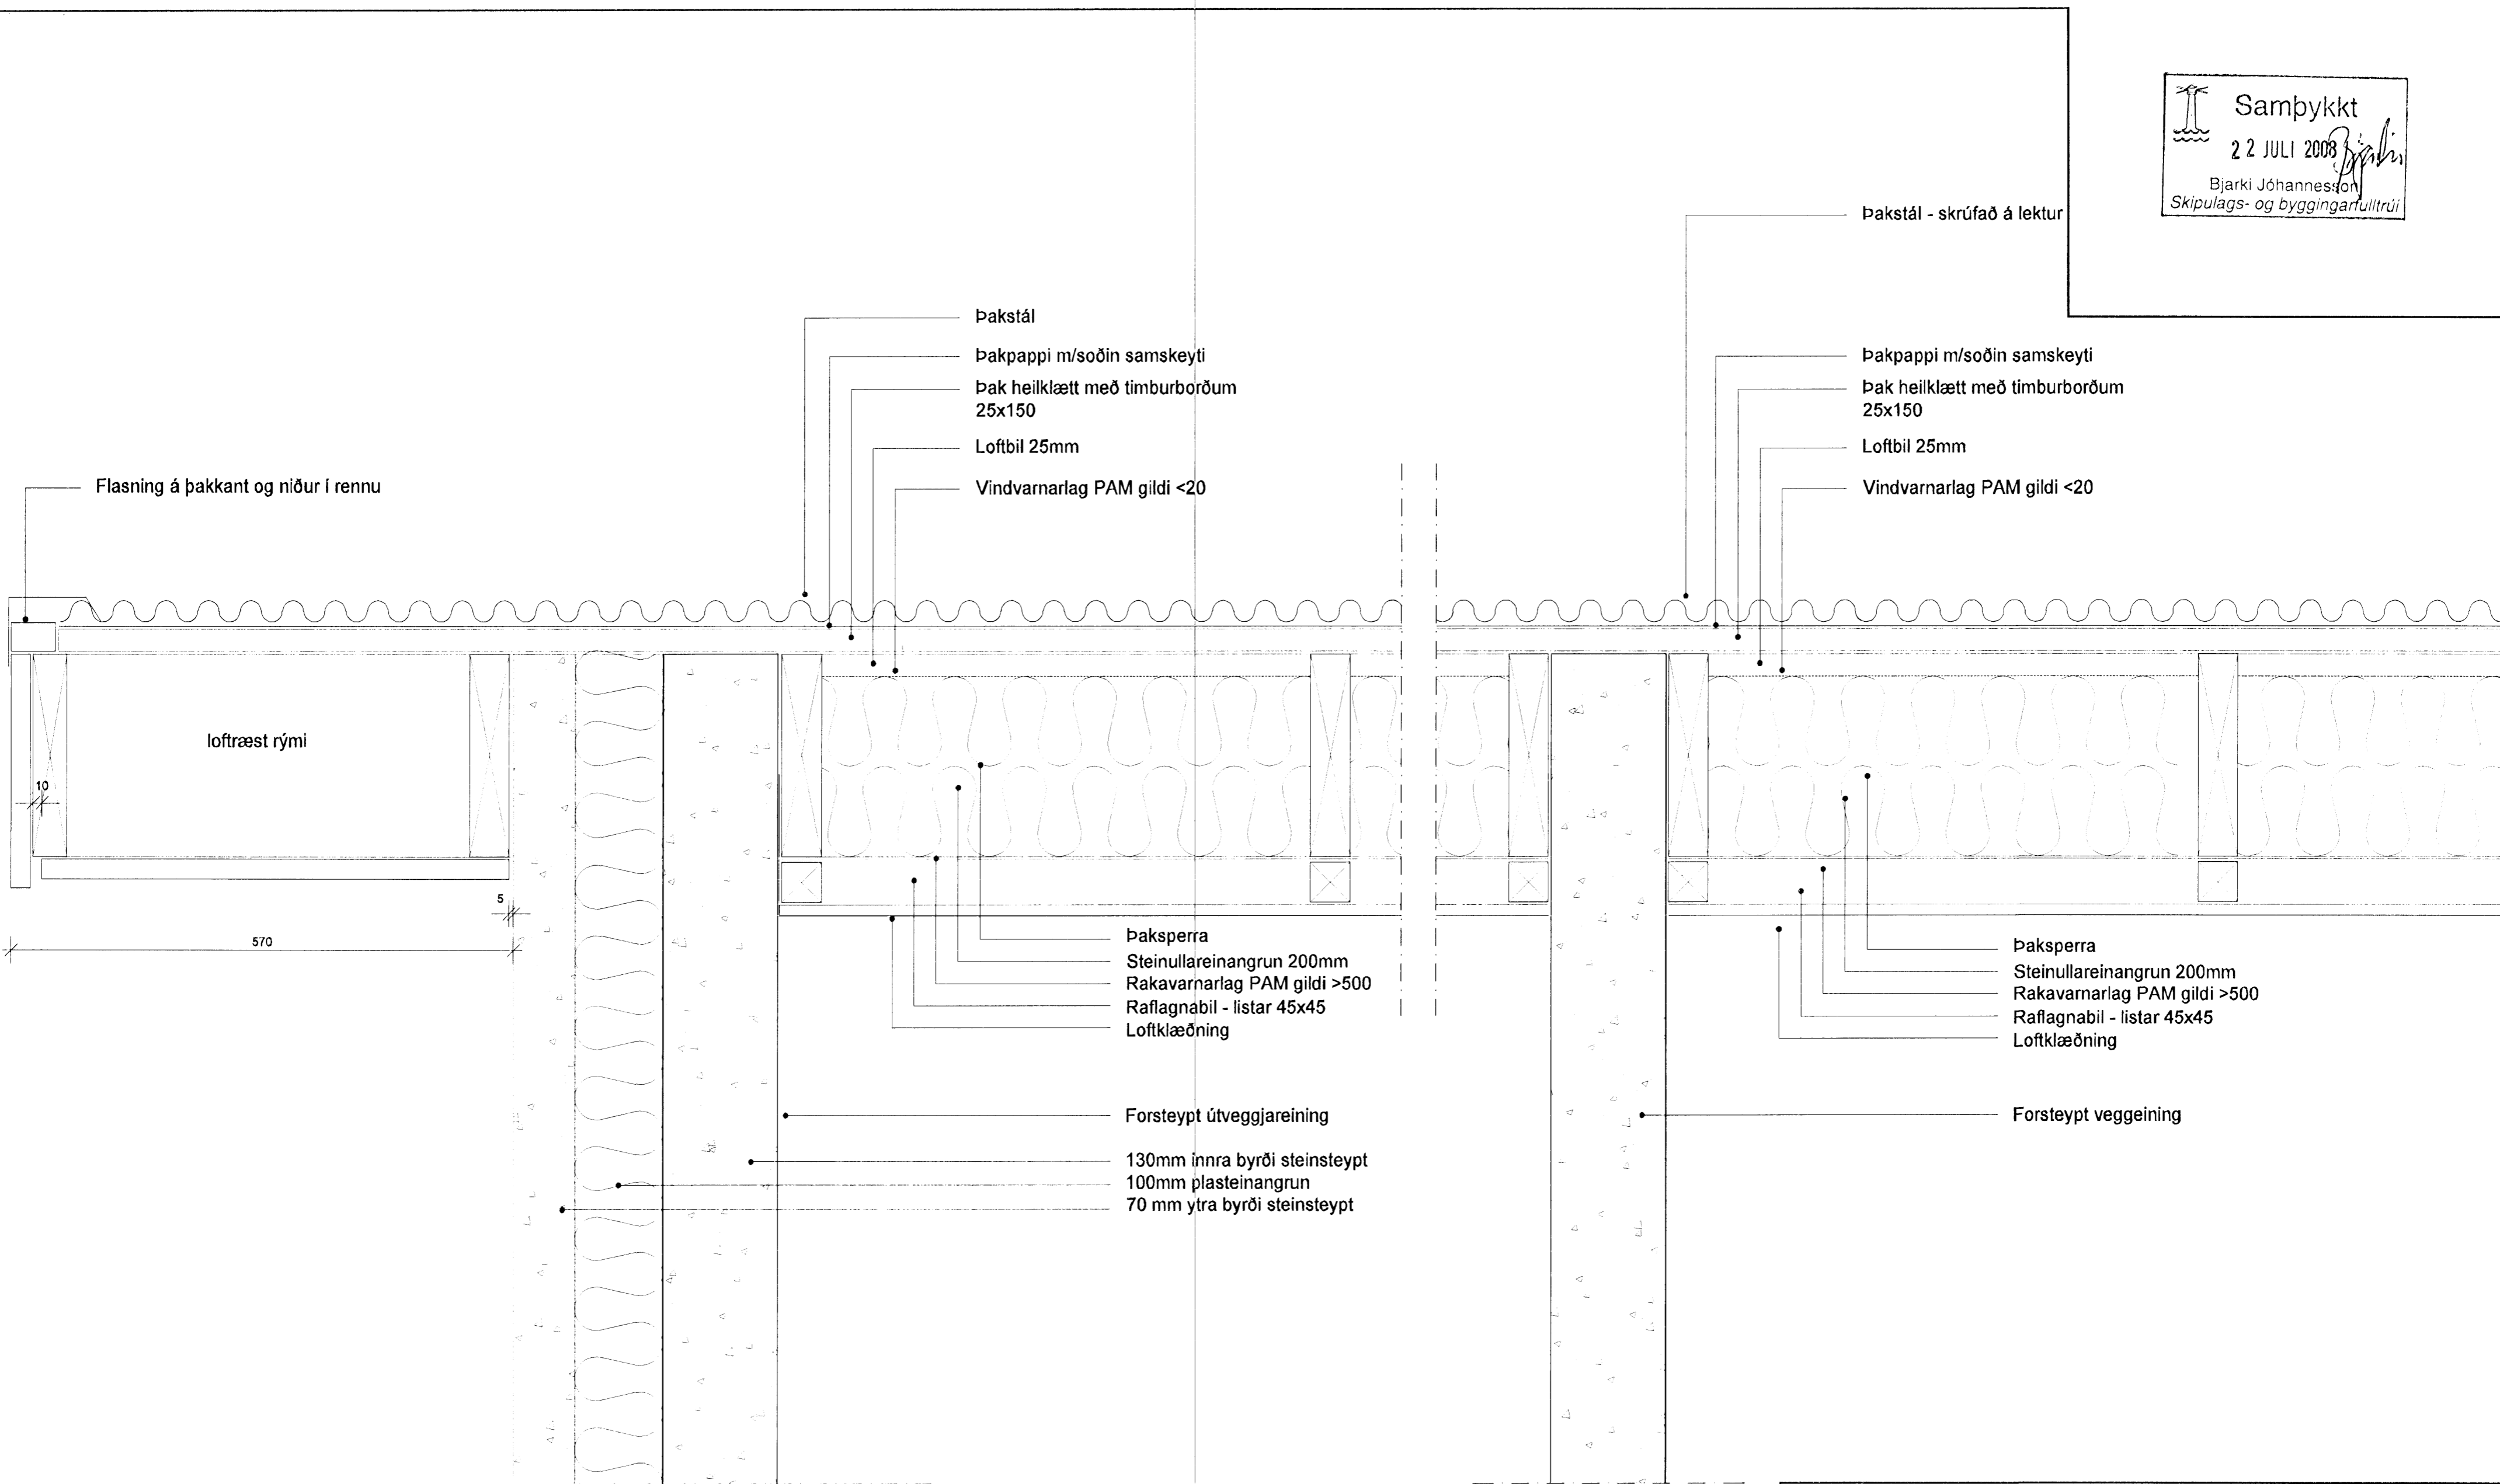 Samþykkt
22 JULI 2008
Bjarki Jóhannesson
Skipulags- og byggingarfulltrúi
Þakstál - skrúfað á lektur
Þakstál
Þakpappi m/soðin samskeyti
Þak heilklætt með timburborðum
25x150
Loftbil 25mm
Vindvarnarlag PAM gildi <20
Þakpappi m/soðin samskeyti
Þak heilklætt með timburborðum
25x150
Loftbil 25mm
Vindvarnarlag PAM gildi <20
Flasning á þakkant og niður í rennu
loftræst rými
10
5
570
Þaksperra
Steinullareinangrun 200mm
Rakavarnarlag PAM gildi >500
Raflagnabil - listar 45x45
Loftklæðning
Þaksperra
Steinullareinangrun 200mm
Rakavarnarlag PAM gildi >500
Raflagnabil - listar 45x45
Loftklæðning
Forsteypt útveggjareining
130mm innra byrði steinsteypt
100mm plasteinangrun
70 mm ytra byrði steinsteypt
Forsteypt veggeining